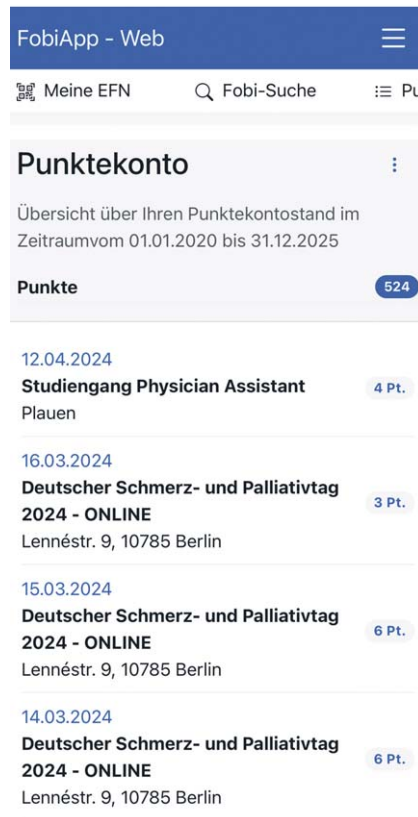 FobiApp - Web
Meine EFN Fobi-Suche Pu
Punktekonto
Übersicht über Ihren Punktekontostand im
Zeitraumvom 01.01.2020 bis 31.12.2025
Punkte 524
12.04.2024
Studiengang Physician Assistant 4 Pt.
Plauen
16.03.2024
Deutscher Schmerz- und Palliativtag
2024 - ONLINE 3 Pt.
Lennéstr. 9, 10785 Berlin
15.03.2024
Deutscher Schmerz- und Palliativtag
2024 - ONLINE 6 Pt.
Lennéstr. 9, 10785 Berlin
14.03.2024
Deutscher Schmerz- und Palliativtag
2024 - ONLINE 6 Pt.
Lennéstr. 9, 10785 Berlin